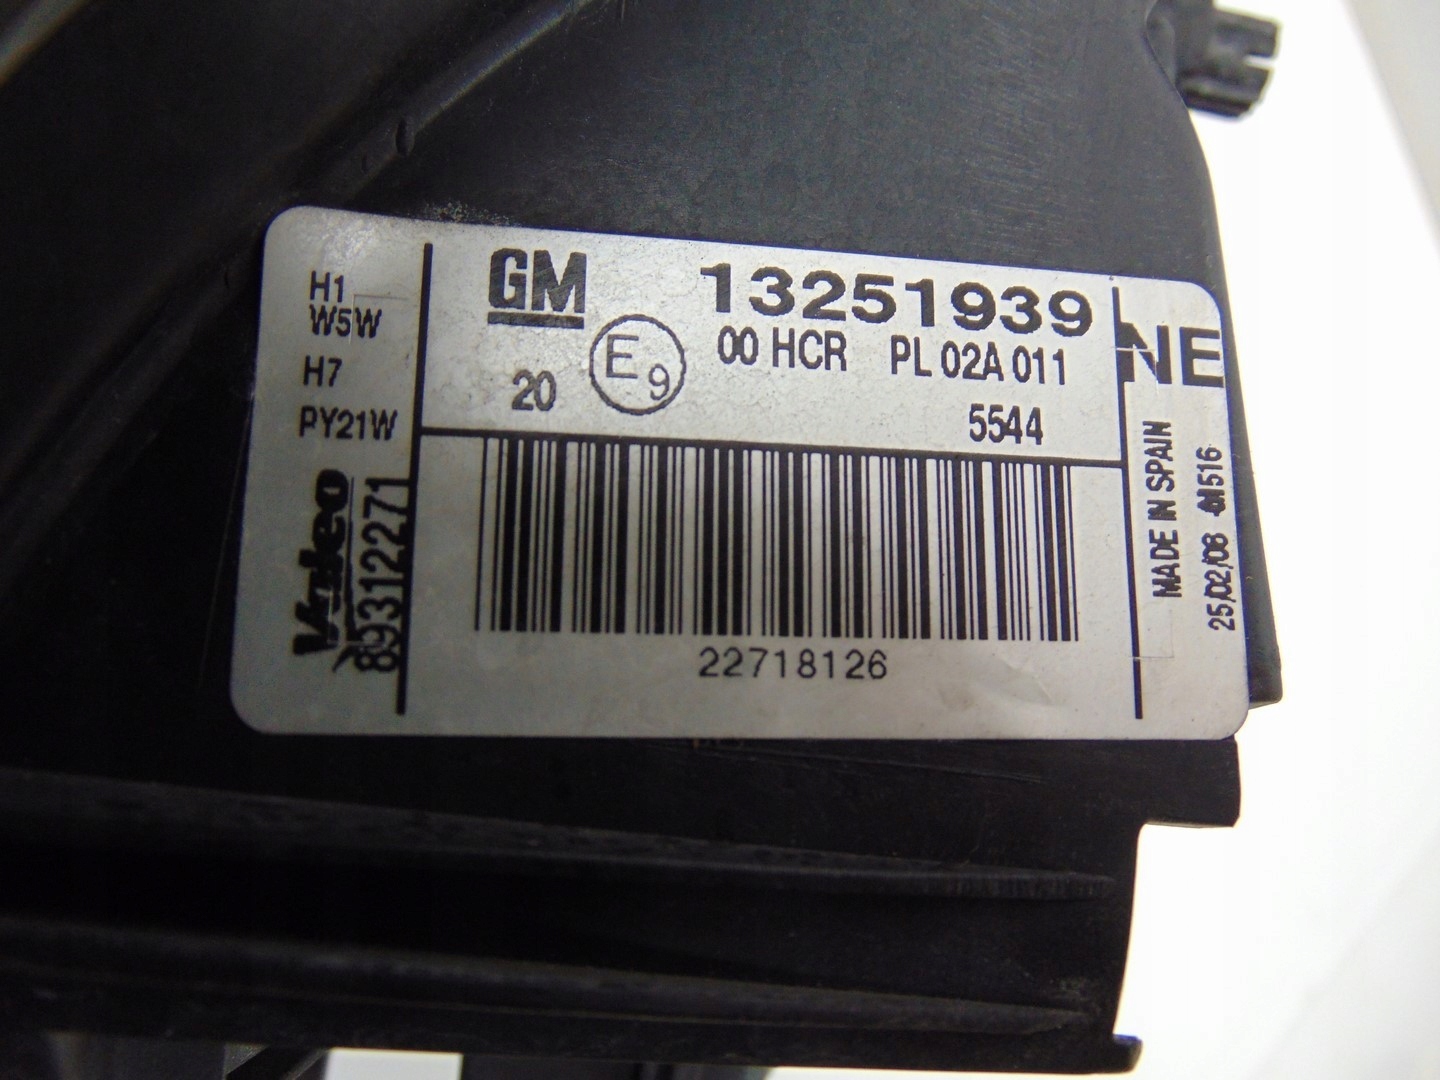 H1
W5W
H7
PY21W
Valeo
89312271
GM
13251939
E9
00 HCR PL 02A 011
20
5544
22718126
NE
MADE IN SPAIN
25/02/08